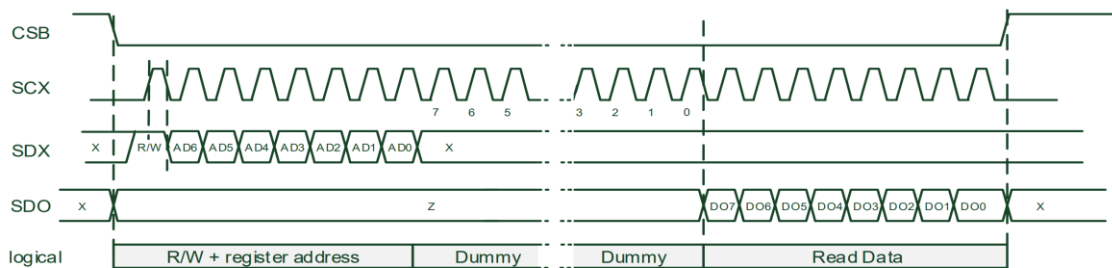 CSB
SCX
7 6 5 3 2 1 0
SDX X R/W AD6 AD5 AD4 AD3 AD2 AD1 AD0 X
SDO X Z DO7 DO6 DO5 DO4 DO3 DO2 DO1 DO0 X
logical R/W + register address Dummy Dummy Read Data